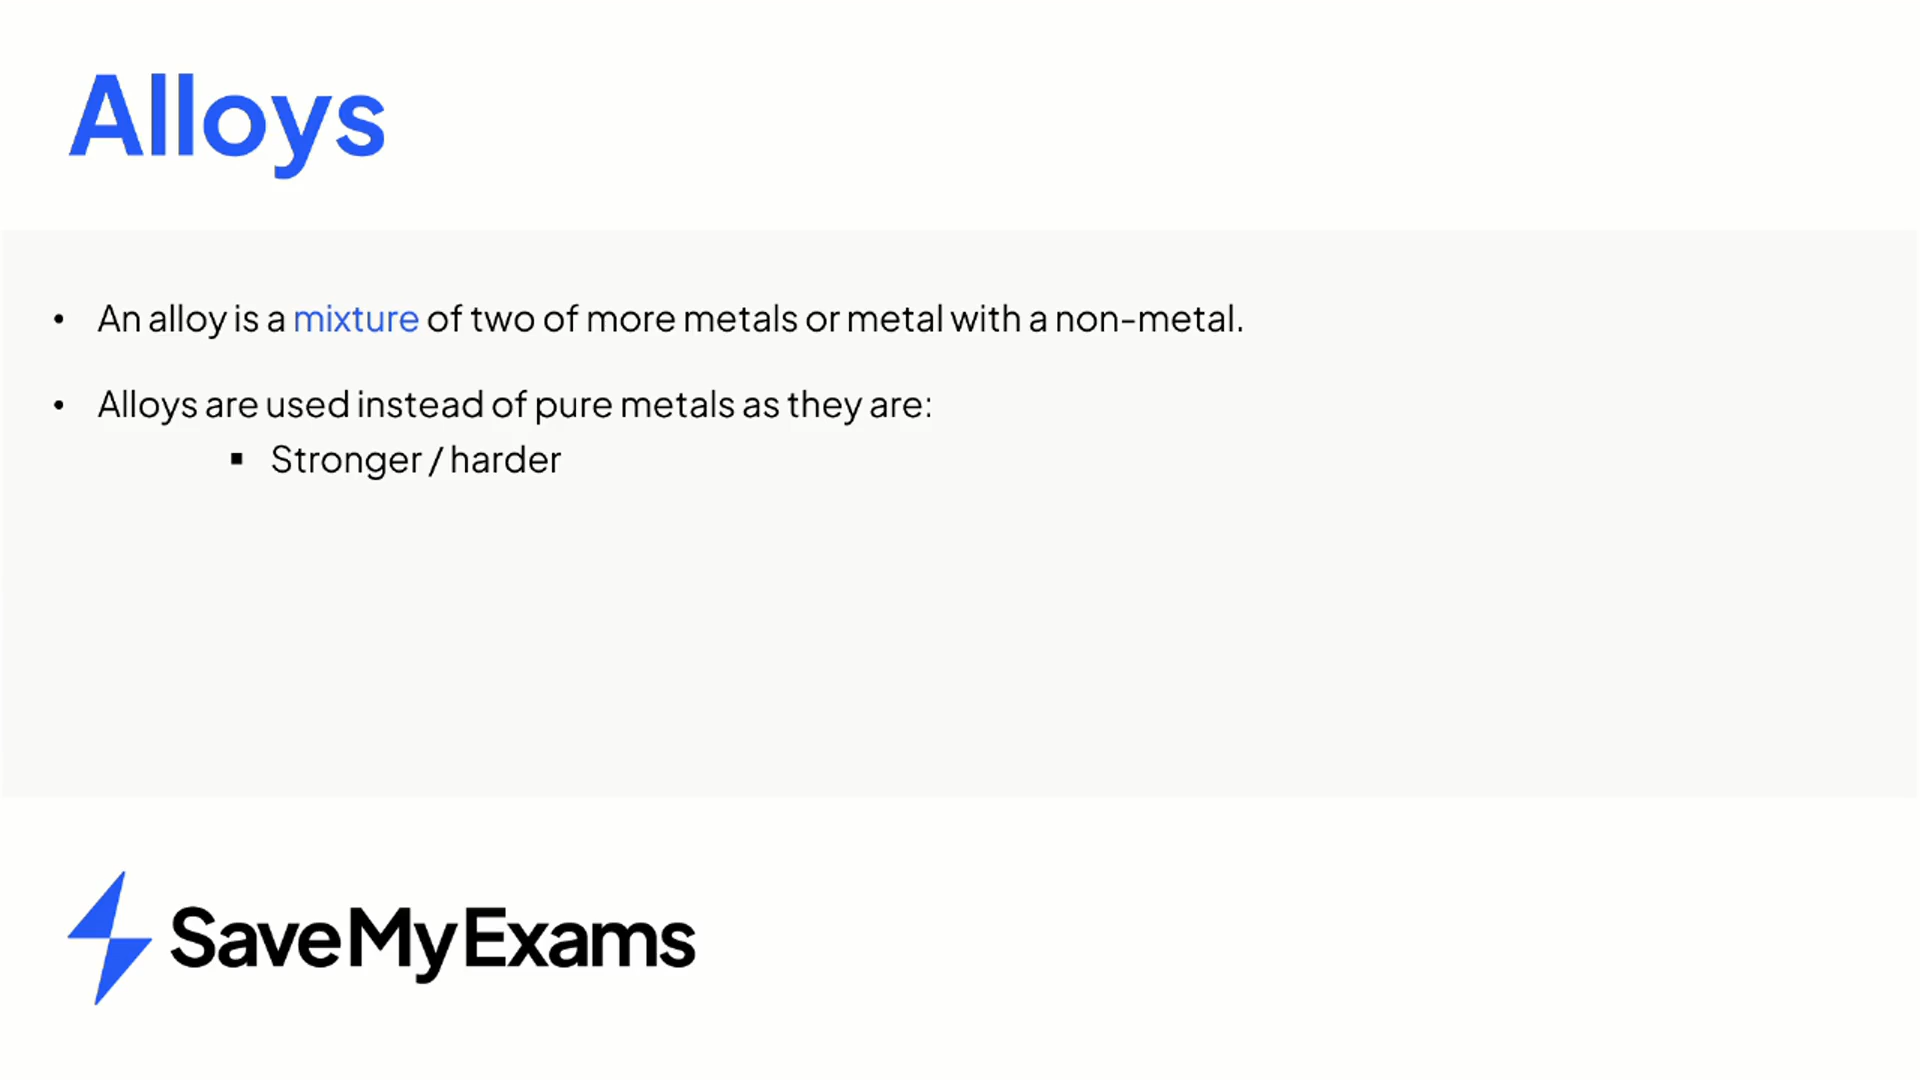 Alloys
• An alloy is a mixture of two of more metals or metal with a non-metal.
• Alloys are used instead of pure metals as they are:
▪ Stronger / harder
SaveMyExams